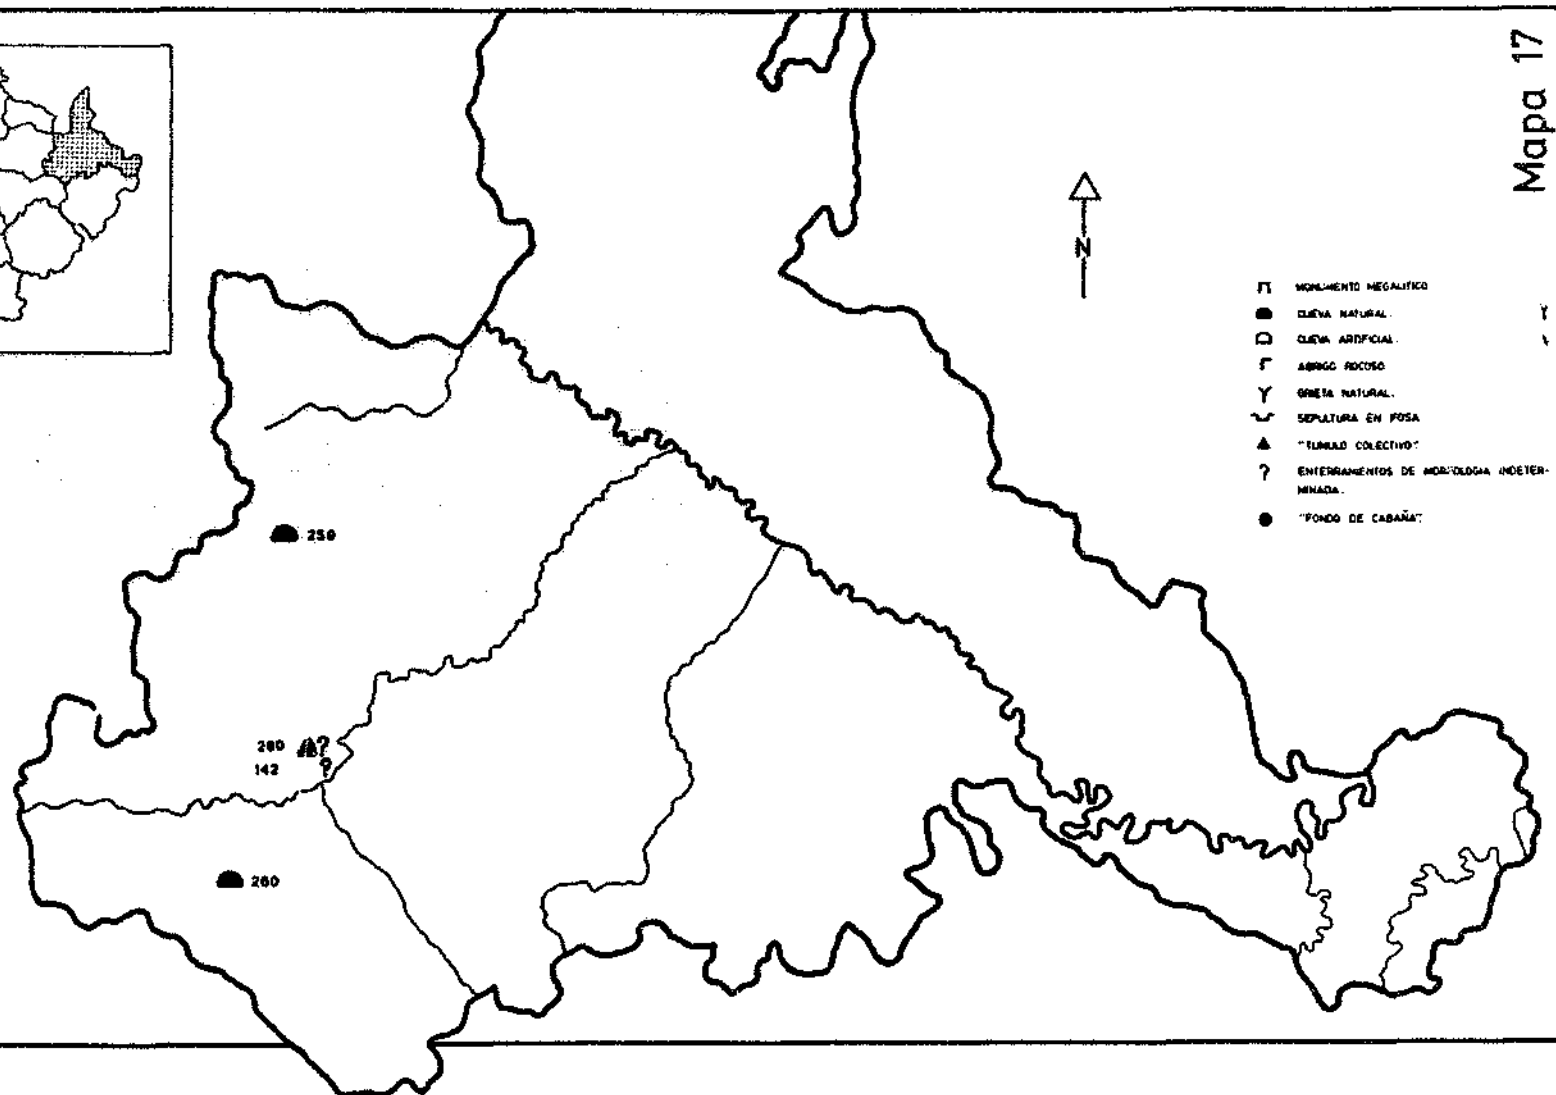 Mapa 17
N
MONUMENTO MEGALITICO
CUEVA NATURAL.
CUEVA ARTIFICIAL.
ABRIGO ROCOSO
GRIETA NATURAL.
SEPULTURA EN FOSA
"TUMULO COLECTIVO".
? ENTERRAMIENTOS DE MORFOLOGIA INDETER-
MINADA.
"FONDO DE CABAÑA".
259
280 ?
142 ?
260